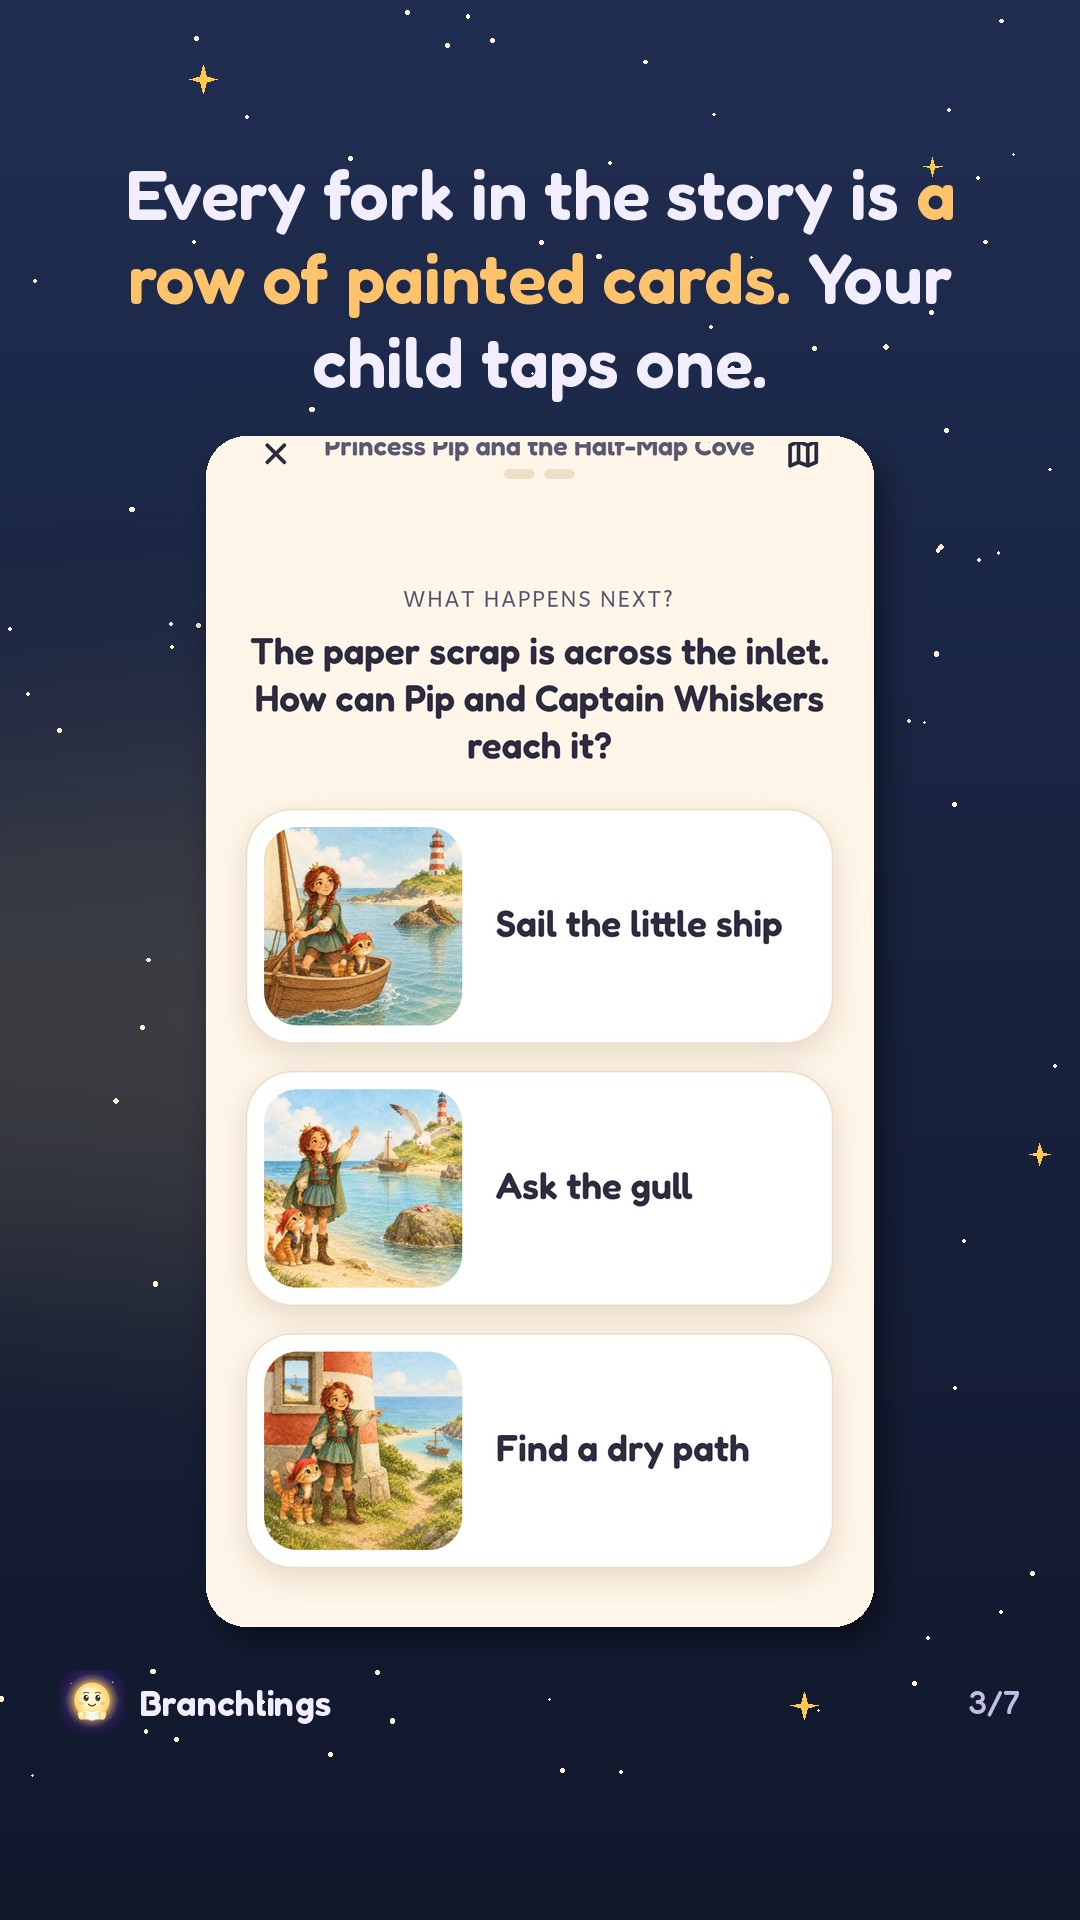 Every fork in the story is a
row of painted cards. Your
child taps one.
Princess Pip and the Half-Map Cove
WHAT HAPPENS NEXT?
The paper scrap is across the inlet.
How can Pip and Captain Whiskers
reach it?
Sail the little ship
Ask the gull
Find a dry path
Branchlings
3/7